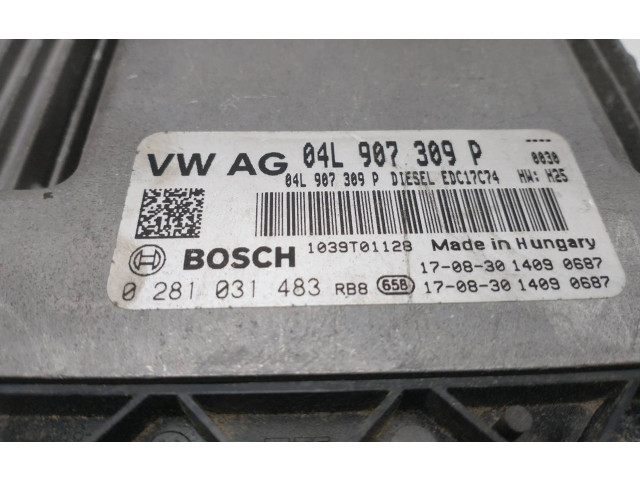 VW AG 04L 907 309 P ----
04L 907 309 P DIESEL EDC17C74 0030
HW: H25
BOSCH 1039T01128 Made in Hungary
17-08-30 1409 0687
0 281 031 483 RB8 658 17-08-30 1409 0687